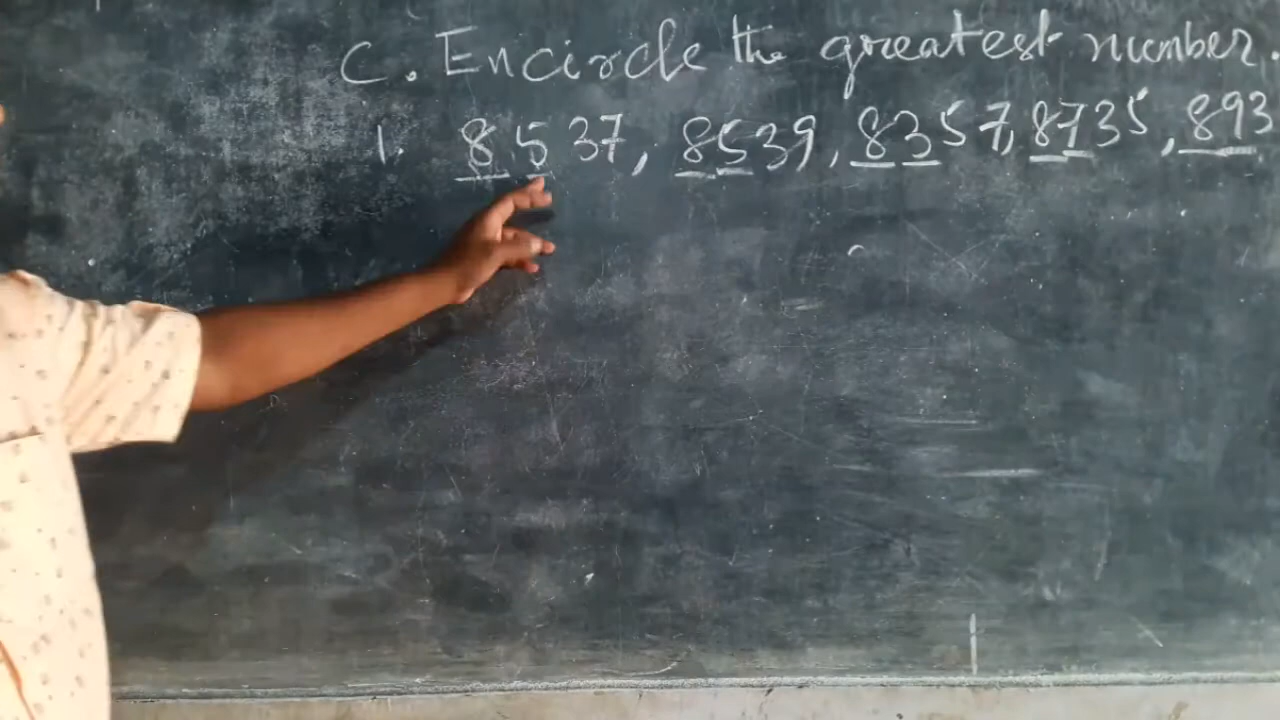 C. Encircle the greatest number.
1. 8537, 8539, 8357, 8735, 893